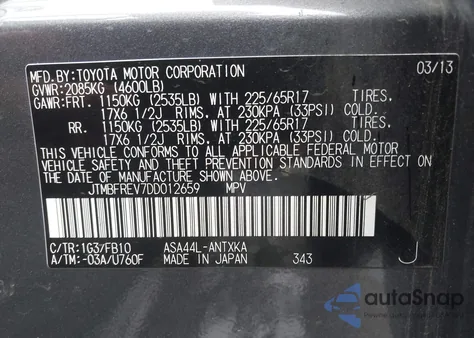 MFD.BY:TOYOTA MOTOR CORPORATION 03/13
GVWR:2085KG (4600LB)
GAWR:FRT. 1150KG (2535LB) WITH 225/65R17 TIRES.
17X6 1/2J RIMS. AT 230KPA (33PSI) COLD.
RR. 1150KG (2535LB) WITH 225/65R17 TIRES.
17X6 1/2J RIMS. AT 230KPA (33PSI) COLD.
THIS VEHICLE CONFORMS TO ALL APPLICABLE FEDERAL MOTOR
VEHICLE SAFETY AND THEFT PREVENTION STANDARDS IN
EFFECT ON THE DATE OF MANUFACTURE SHOWN ABOVE.
JTMBFREV7DD012659 MPV
C/TR:1G3/FB10 ASA44L-ANTXKA
A/TM:-03A/U760F MADE IN JAPAN 343 J
autoSnap